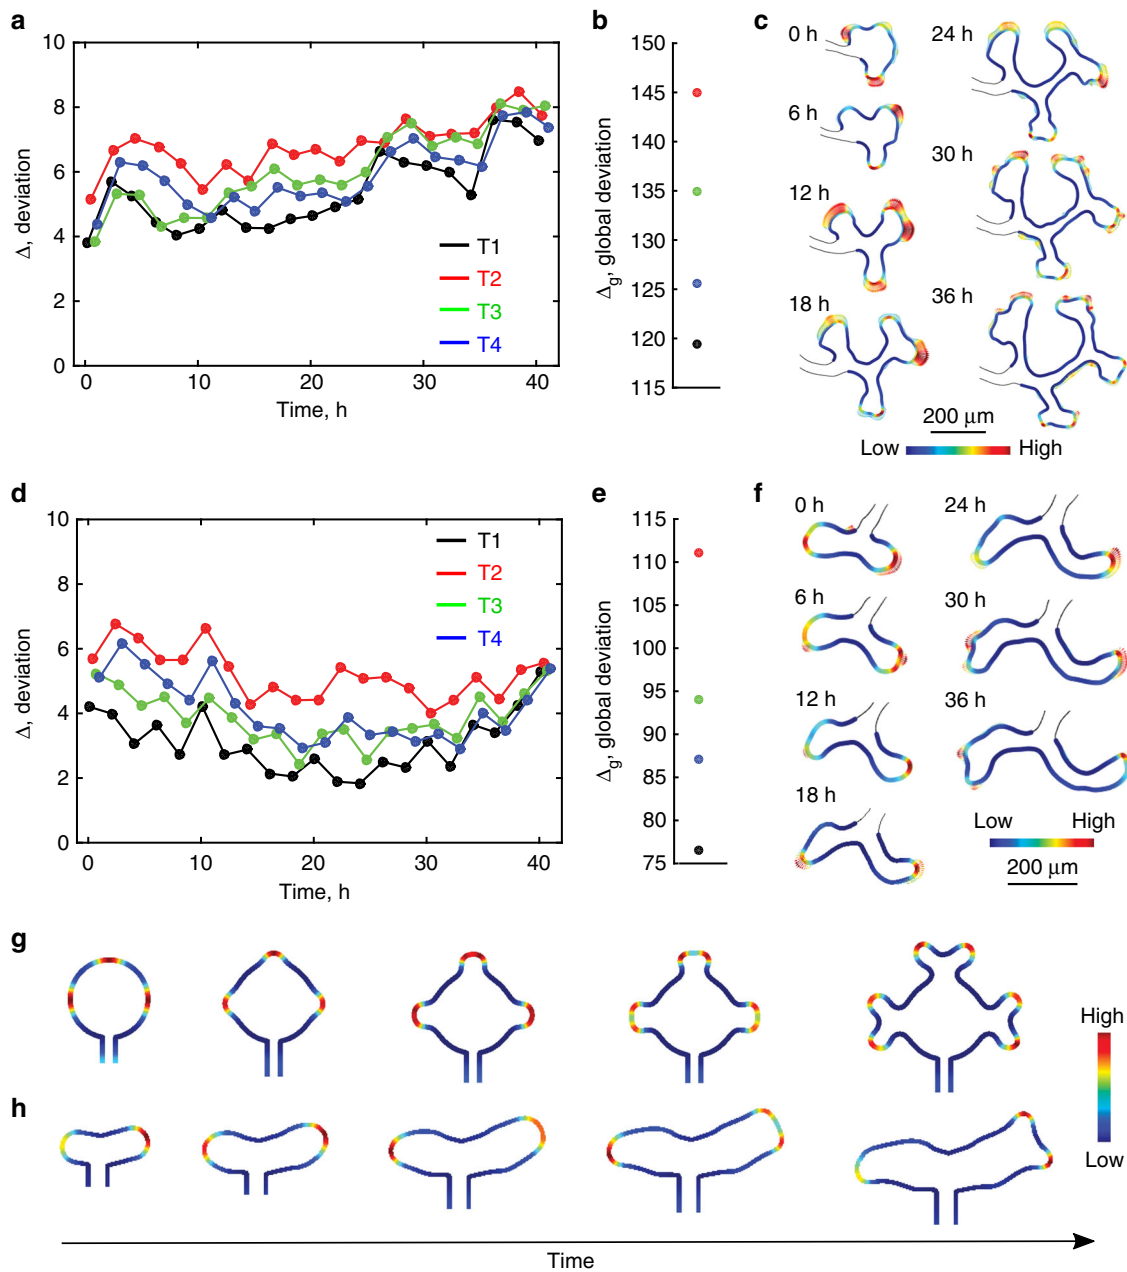 a
Δ, deviation
10
8
6
4
2
0
T1
T2
T3
T4
0
10
20
30
40
Time, h
b
Δg, global deviation
150
145
140
135
130
125
120
115
c
0 h
6 h
12 h
18 h
24 h
30 h
36 h
200 μm
Low High
d
Δ, deviation
10
8
6
4
2
0
T1
T2
T3
T4
0
10
20
30
40
Time, h
e
Δg, global deviation
115
110
105
100
95
90
85
80
75
f
0 h
6 h
12 h
18 h
24 h
30 h
36 h
Low High
200 μm
g
h
High
Low
Time